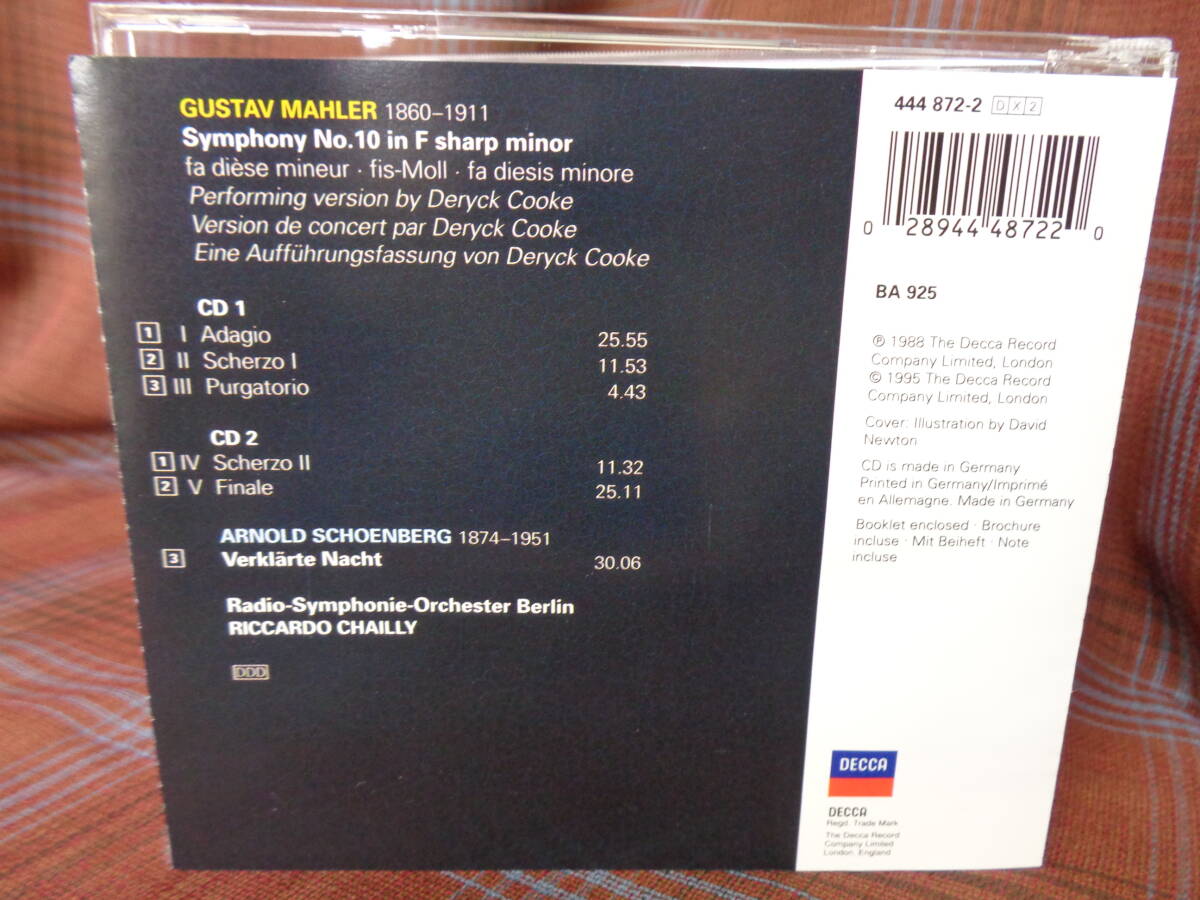 GUSTAV MAHLER 1860–1911
Symphony No.10 in F sharp minor
fa dièse mineur · fis-Moll · fa diesis minore
Performing version by Deryck Cooke
Version de concert par Deryck Cooke
Eine Aufführungsfassung von Deryck Cooke
CD 1
1 I Adagio 25.55
2 II Scherzo I 11.53
3 III Purgatorio 4.43
CD 2
1 IV Scherzo II 11.32
2 V Finale 25.11
ARNOLD SCHOENBERG 1874–1951
3 Verklärte Nacht 30.06
Radio-Symphonie-Orchester Berlin
RICCARDO CHAILLY
DDD
444 872-2 D X 2
0 28944 48722 0
BA 925
℗ 1988 The Decca Record
Company Limited, London
© 1995 The Decca Record
Company Limited, London
Cover: Illustration by David
Newton
CD is made in Germany
Printed in Germany/Imprimé
en Allemagne. Made in Germany
Booklet enclosed · Brochure
incluse · Mit Beiheft · Note
incluse
DECCA
DECCA
Regd. Trade Mark
The Decca Record
Company Limited
London, England